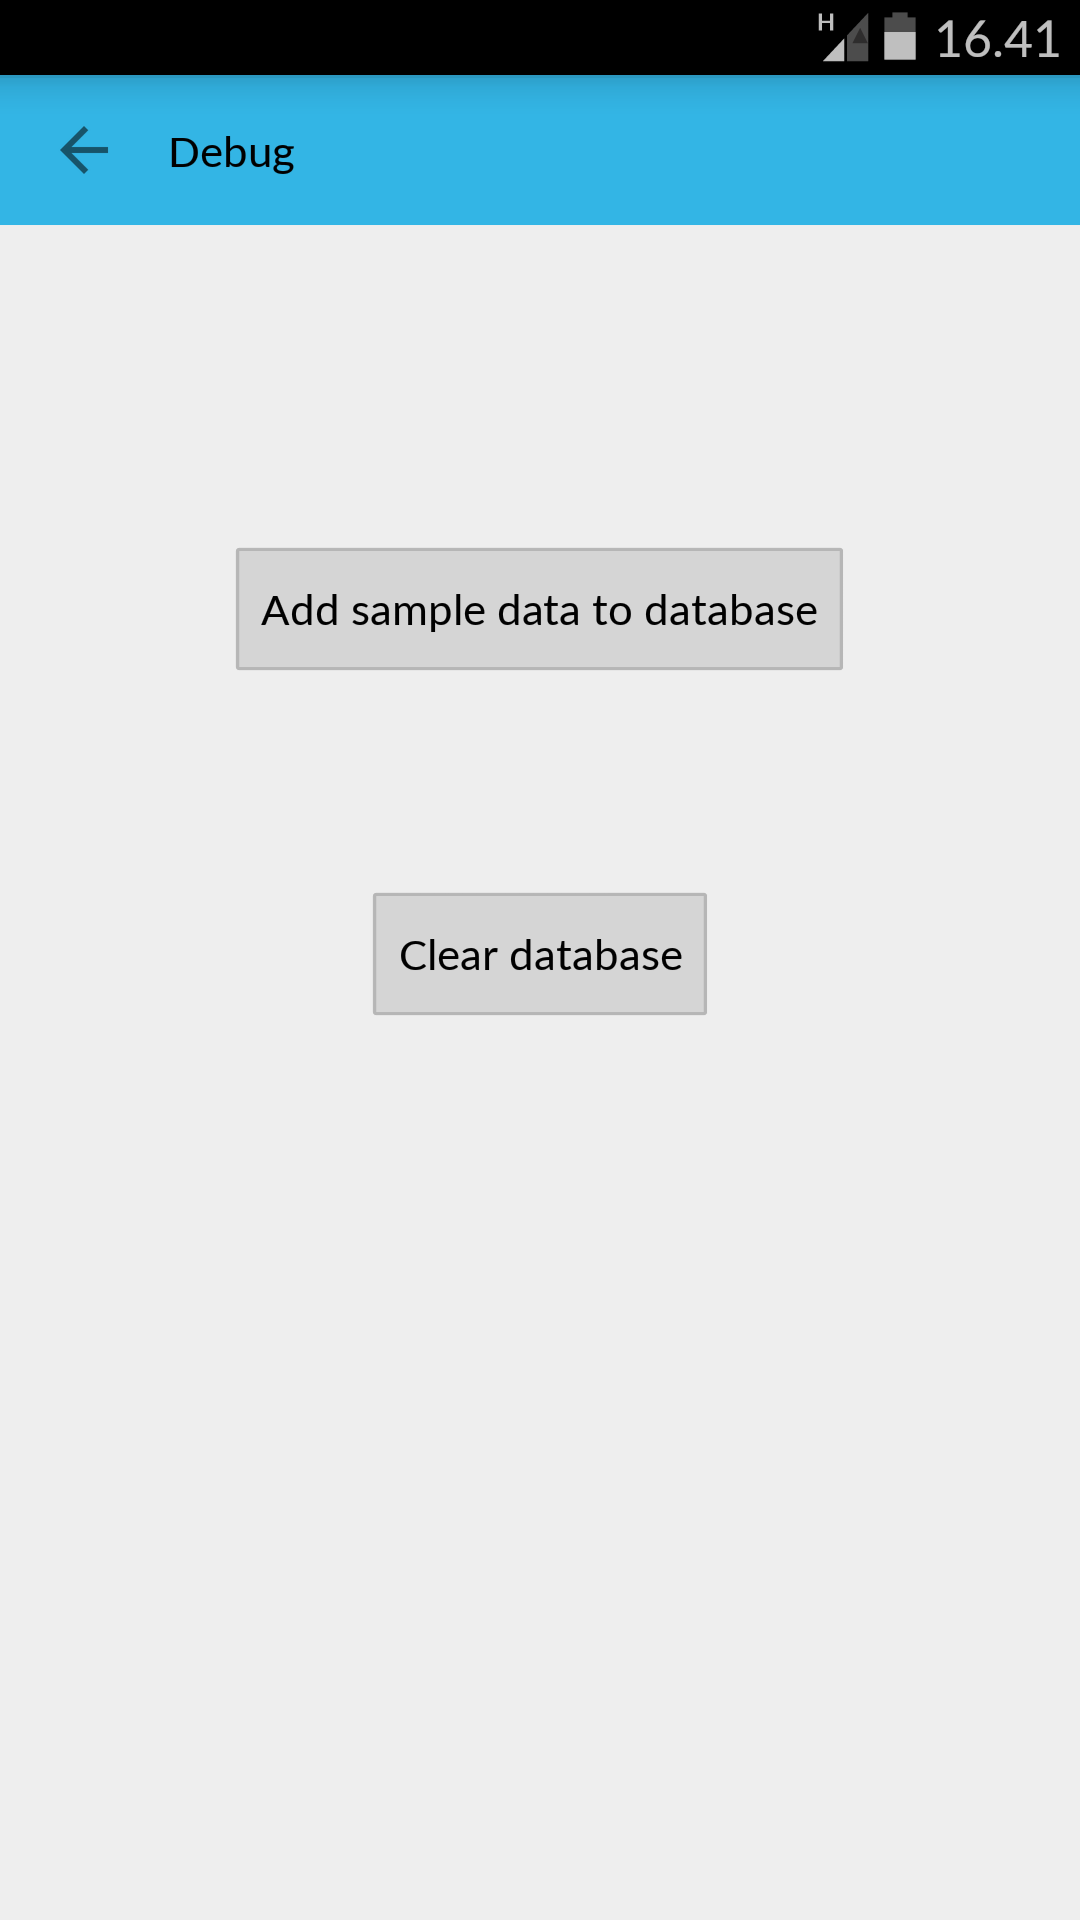 H
16.41
Debug
Add sample data to database
Clear database